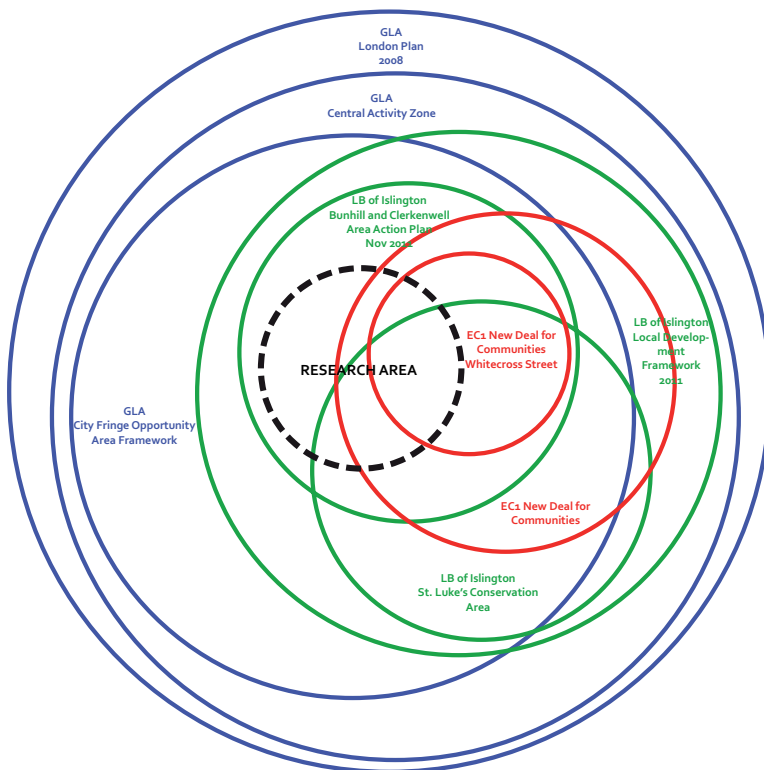 GLA
London Plan
2008
GLA
Central Activity Zone
LB of Islington
Bunhill and Clerkenwell
Area Action Plan
Nov 2012
LB of Islington
Local Develop-
ment
Framework
2011
EC1 New Deal for
Communities
Whitecross Street
RESEARCH AREA
GLA
City Fringe Opportunity
Area Framework
EC1 New Deal for
Communities
LB of Islington
St. Luke's Conservation
Area